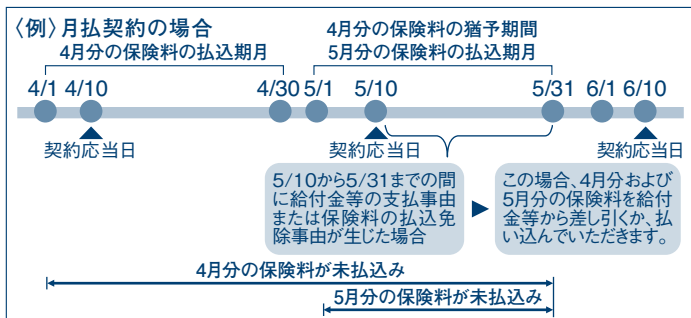 〈例〉月払契約の場合
4月分の保険料の猶予期間
4月分の保険料の払込期月
5月分の保険料の払込期月
4/1 4/10 4/30 5/1 5/10 5/31 6/1 6/10
契約応当日 契約応当日 契約応当日
5/10から5/31までの間
に給付金等の支払事由
または保険料の払込免
除事由が生じた場合
この場合、4月分および
5月分の保険料を給付
金等から差し引くか、払
い込んでいただきます。
4月分の保険料が未払込み
5月分の保険料が未払込み